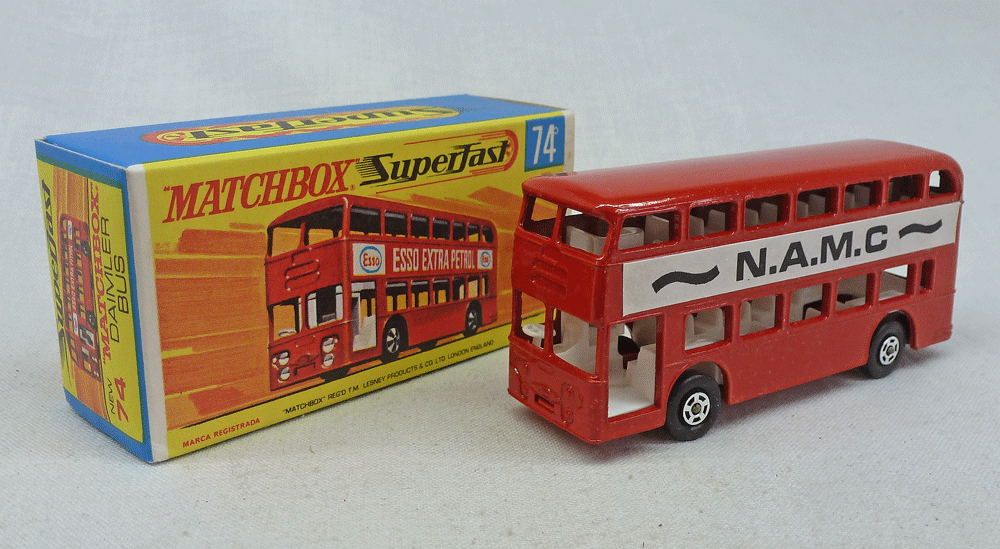 SuperFast
"MATCHBOX" SuperFast
74
Esso
ESSO EXTRA PETROL
Esso
"MATCHBOX" REG'D T.M. LESNEY PRODUCTS & CO. LTD. LONDON ENGLAND
MARCA REGISTRADA
SuperFast
"MATCHBOX"
DAIMLER
BUS
NEW
74
N.A.M.C